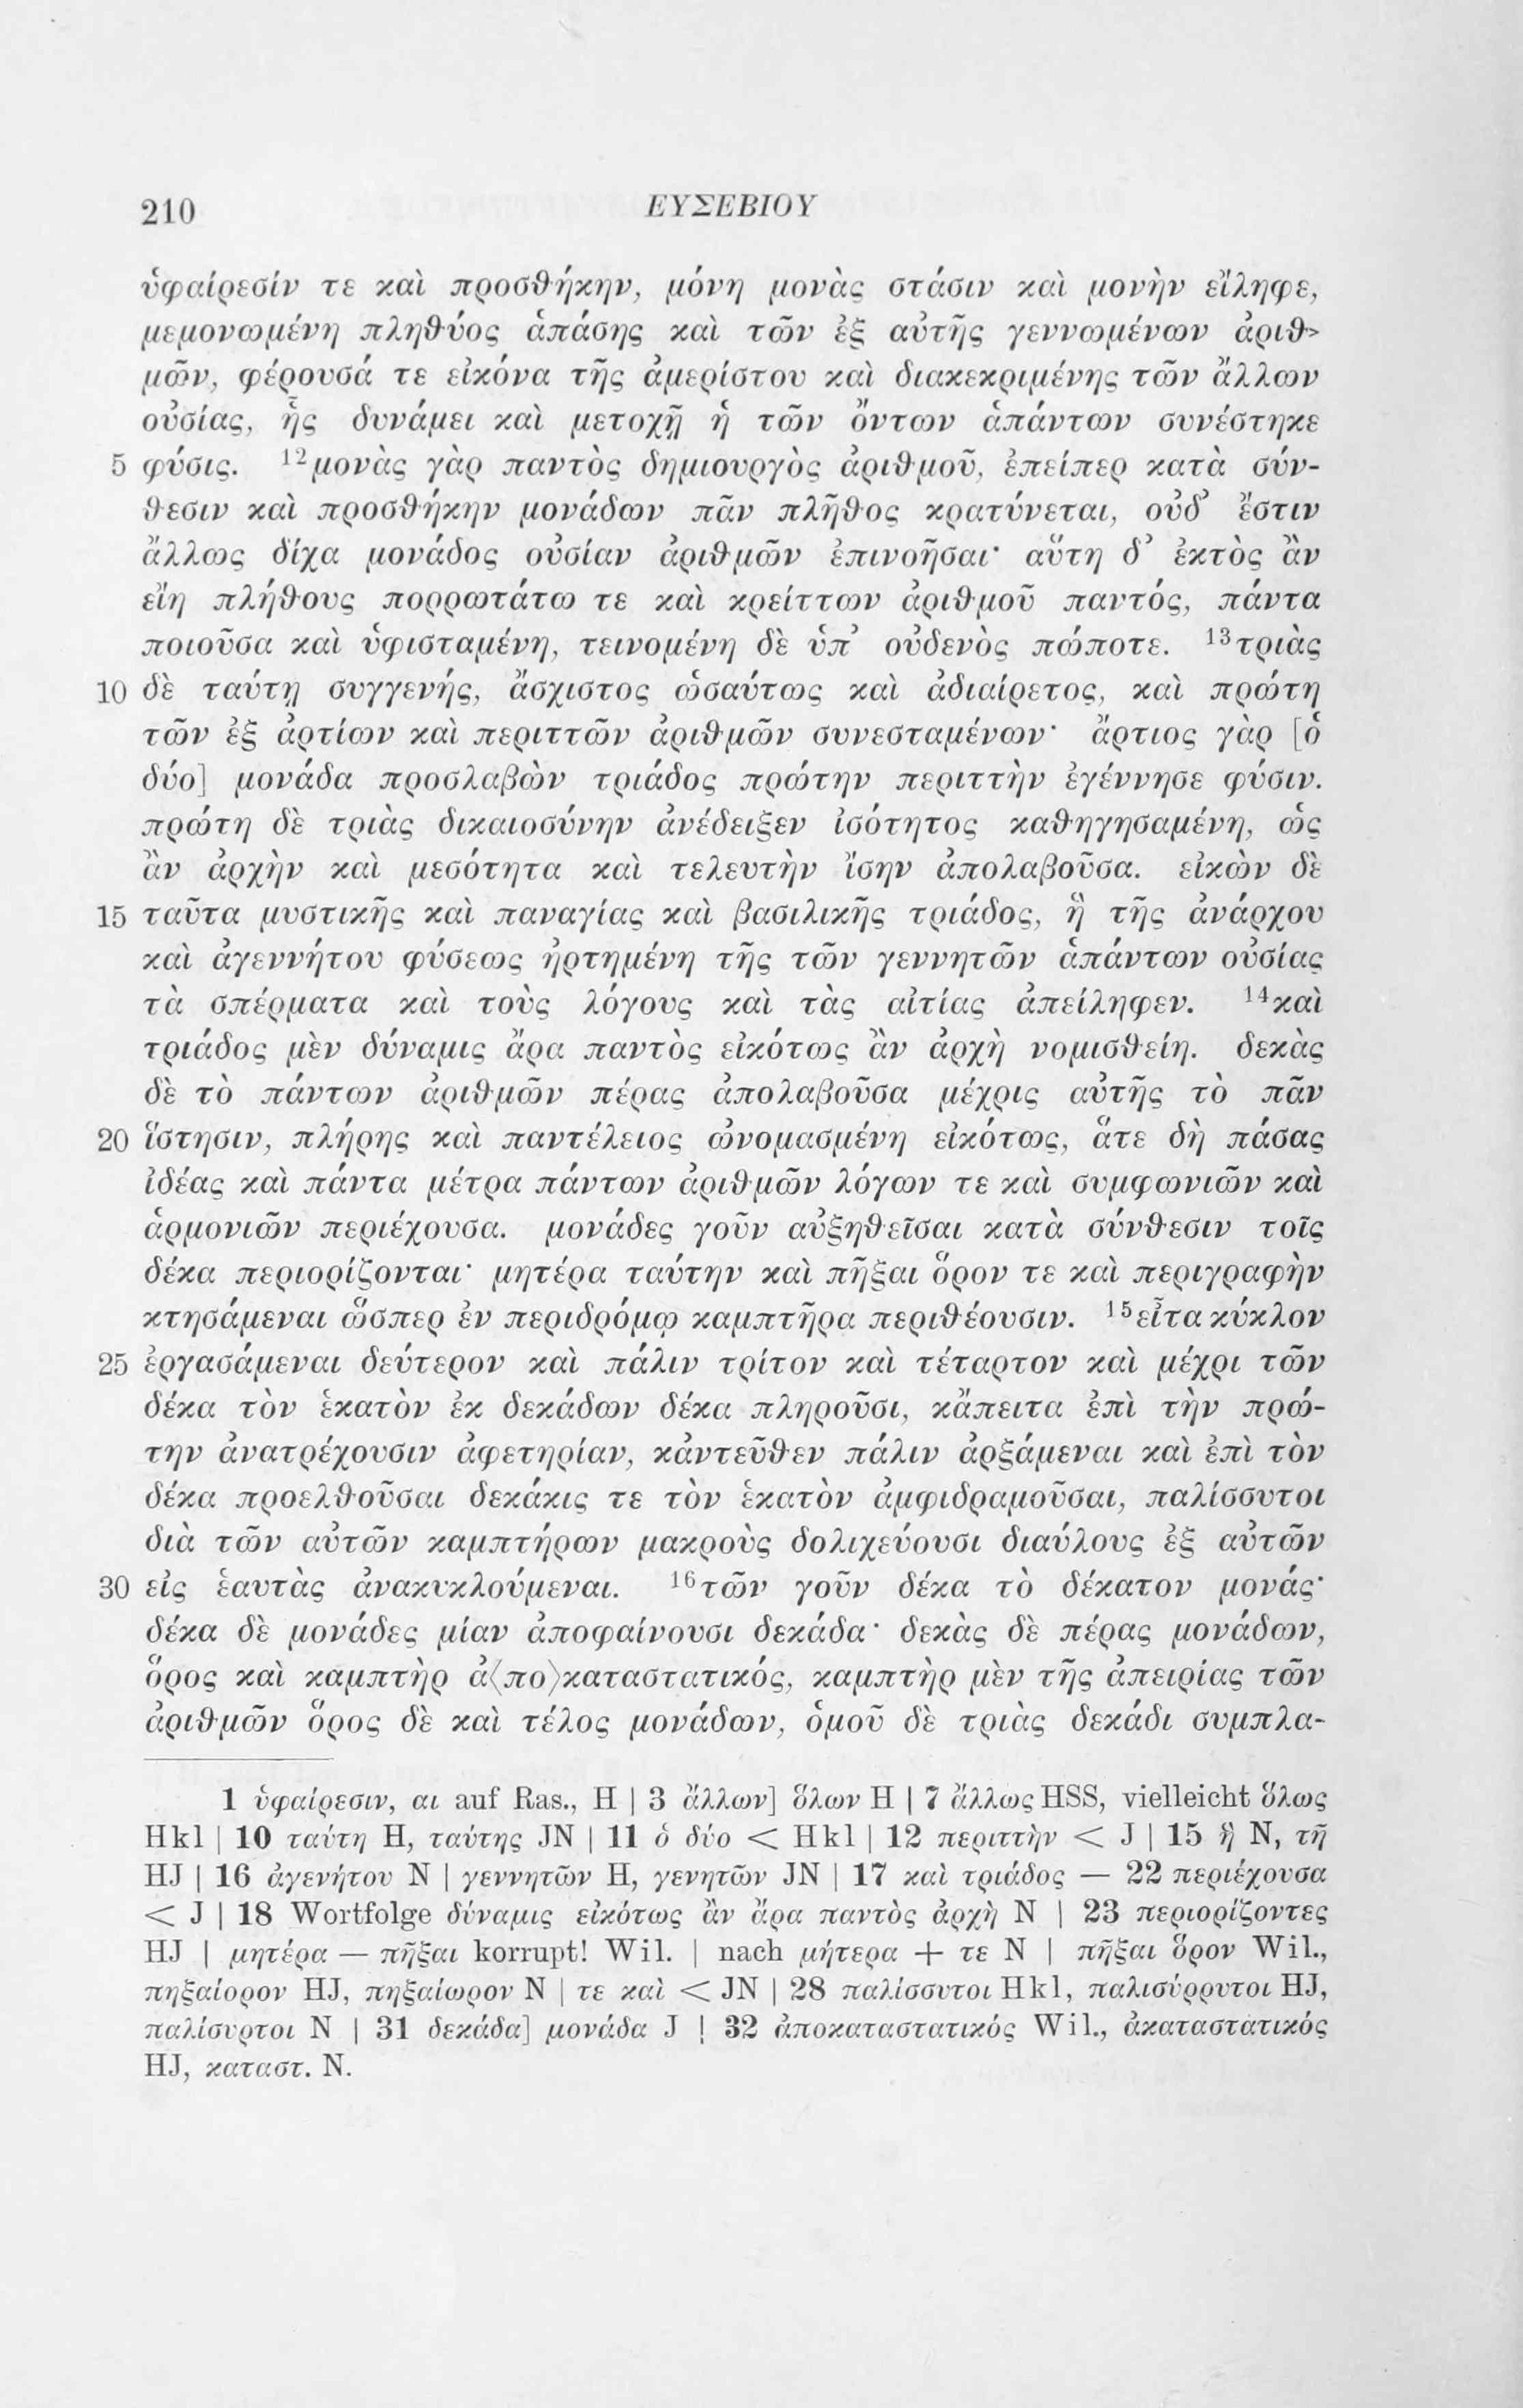 210
ΕΥΣΕΒΙΟΥ
ὑφαίρεσίν τε καὶ προσθήκην, μόνη μονὰς στάσιν καὶ μονὴν εἴληφε,
μεμονωμένη πληθύος ἁπάσης καὶ τῶν ἐξ αὐτῆς γεννωμένων ἀριθ-
μῶν, φέρουσά τε εἰκόνα τῆς ἀμερίστου καὶ διακεκριμένης τῶν ἄλλων
οὐσίας, ἧς δυνάμει καὶ μετοχῇ ἡ τῶν ὄντων ἁπάντων συνέστηκε
5 φύσις. 12 μονὰς γὰρ παντὸς δημιουργὸς ἀριθμοῦ, ἐπείπερ κατὰ σύν-
θεσιν καὶ προσθήκην μονάδων πᾶν πλῆθος κρατύνεται, οὐδ’ ἔστιν
ἄλλως δίχα μονάδος οὐσίαν ἀριθμῶν ἐπινοῆσαι· αὕτη δ’ ἐκτὸς ἂν
εἴη πλήθους πορρωτάτω τε καὶ κρείττων ἀριθμοῦ παντός, πάντα
ποιοῦσα καὶ ὑφισταμένη, τεινομένη δὲ ὑπ’ οὐδενὸς πώποτε. 13 τριὰς
10 δὲ ταύτῃ συγγενής, ἄσχιστος ὡσαύτως καὶ ἀδιαίρετος, καὶ πρώτη
τῶν ἐξ ἀρτίων καὶ περιττῶν ἀριθμῶν συνεσταμένων· ἄρτιος γὰρ [ὁ
δύο] μονάδα προσλαβὼν τριάδος πρώτην περιττὴν ἐγέννησε φύσιν.
πρώτη δὲ τριὰς δικαιοσύνην ἀνέδειξεν ἰσότητος καθηγησαμένη, ὡς
ἂν ἀρχὴν καὶ μεσότητα καὶ τελευτὴν ἴσην ἀπολαβοῦσα. εἰκὼν δὲ
15 ταῦτα μυστικῆς καὶ παναγίας καὶ βασιλικῆς τριάδος, ἣ τῆς ἀνάρχου
καὶ ἀγεννήτου φύσεως ἠρτημένη τῆς τῶν γεννητῶν ἁπάντων οὐσίας
τὰ σπέρματα καὶ τοὺς λόγους καὶ τὰς αἰτίας ἀπείληφεν. 14 καὶ
τριάδος μὲν δύναμις ἄρα παντὸς εἰκότως ἂν ἀρχὴ νομισθείη. δεκὰς
δὲ τὸ πάντων ἀριθμῶν πέρας ἀπολαβοῦσα μέχρις αὐτῆς τὸ πᾶν
20 ἵστησιν, πλήρης καὶ παντέλειος ὠνομασμένη εἰκότως, ἅτε δὴ πάσας
ἰδέας καὶ πάντα μέτρα πάντων ἀριθμῶν λόγων τε καὶ συμφωνιῶν καὶ
ἁρμονιῶν περιέχουσα. μονάδες γοῦν αὐξηθεῖσαι κατὰ σύνθεσιν τοῖς
δέκα περιορίζονται· μητέρα ταύτην καὶ πῆξαι ὅρον τε καὶ περιγραφὴν
κτησάμεναι ὥσπερ ἐν περιδρόμῳ καμπτῆρα περιθέουσιν. 15 εἶτα κύκλον
25 ἐργασάμεναι δεύτερον καὶ πάλιν τρίτον καὶ τέταρτον καὶ μέχρι τῶν
δέκα τὸν ἑκατὸν ἐκ δεκάδων δέκα πληροῦσι, κἄπειτα ἐπὶ τὴν πρώ-
την ἀνατρέχουσιν ἀφετηρίαν, κἀντεῦθεν πάλιν ἀρξάμεναι καὶ ἐπὶ τὸν
δέκα προελθοῦσαι δεκάκις τε τὸν ἑκατὸν ἀμφιδραμοῦσαι, παλίσσυτοι
διὰ τῶν αὐτῶν καμπτήρων μακροὺς δολιχεύουσι διαύλους ἐξ αὐτῶν
30 εἰς ἑαυτὰς ἀνακυκλούμεναι. 16 τῶν γοῦν δέκα τὸ δέκατον μονάς·
δέκα δὲ μονάδες μίαν ἀποφαίνουσι δεκάδα· δεκὰς δὲ πέρας μονάδων,
ὅρος καὶ καμπτὴρ ἀ⟨πο⟩καταστατικός, καμπτὴρ μὲν τῆς ἀπειρίας τῶν
ἀριθμῶν ὅρος δὲ καὶ τέλος μονάδων, ὁμοῦ δὲ τριὰς δεκάδι συμπλα-
1 ὑφαίρεσιν, αι auf Ras., H | 3 ἄλλων] ὅλων H | 7 ἄλλως HSS, vielleicht ὅλως
Hkl | 10 ταύτη H, ταύτης JN | 11 ὁ δύο < Hkl | 12 περιττὴν < J | 15 ἣ N, τῇ
HJ | 16 ἀγενήτου N | γεννητῶν H, γενητῶν JN | 17 καὶ τριάδος — 22 περιέχουσα
< J | 18 Wortfolge δύναμις εἰκότως ἂν ἄρα παντὸς ἀρχὴ N | 23 περιορίζοντες
HJ | μητέρα — πῆξαι korrupt! Wil. | nach μήτερα + τε N | πῆξαι ὅρον Wil.,
πηξαίορον HJ, πηξαίωρον N | τε καὶ < JN | 28 παλίσσυτοι Hkl, παλισύρρυτοι HJ,
παλίσυρτοι N | 31 δεκάδα] μονάδα J | 32 ἀποκαταστατικός Wil., ἀκαταστατικός
HJ, καταστ. N.